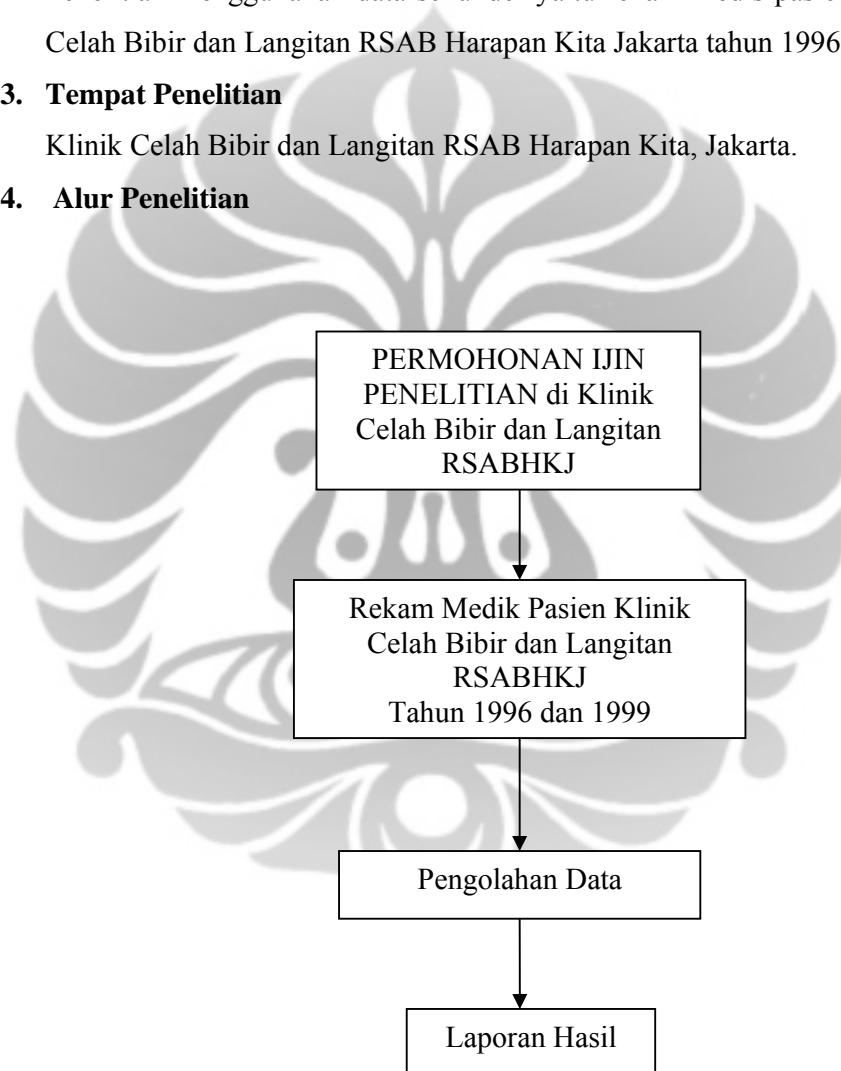 Celah Bibir dan Langitan RSAB Harapan Kita Jakarta tahun 1996
3. Tempat Penelitian
Klinik Celah Bibir dan Langitan RSAB Harapan Kita, Jakarta.
4. Alur Penelitian
PERMOHONAN IJIN
PENELITIAN di Klinik
Celah Bibir dan Langitan
RSABHKJ
Rekam Medik Pasien Klinik
Celah Bibir dan Langitan
RSABHKJ
Tahun 1996 dan 1999
Pengolahan Data
Laporan Hasil